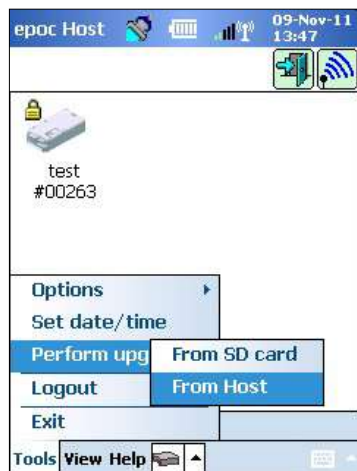 epoc Host 09-Nov-11
13:47
test
#00263
Options
Set date/time
Perform upg
From SD card
From Host
Logout
Exit
Tools View Help